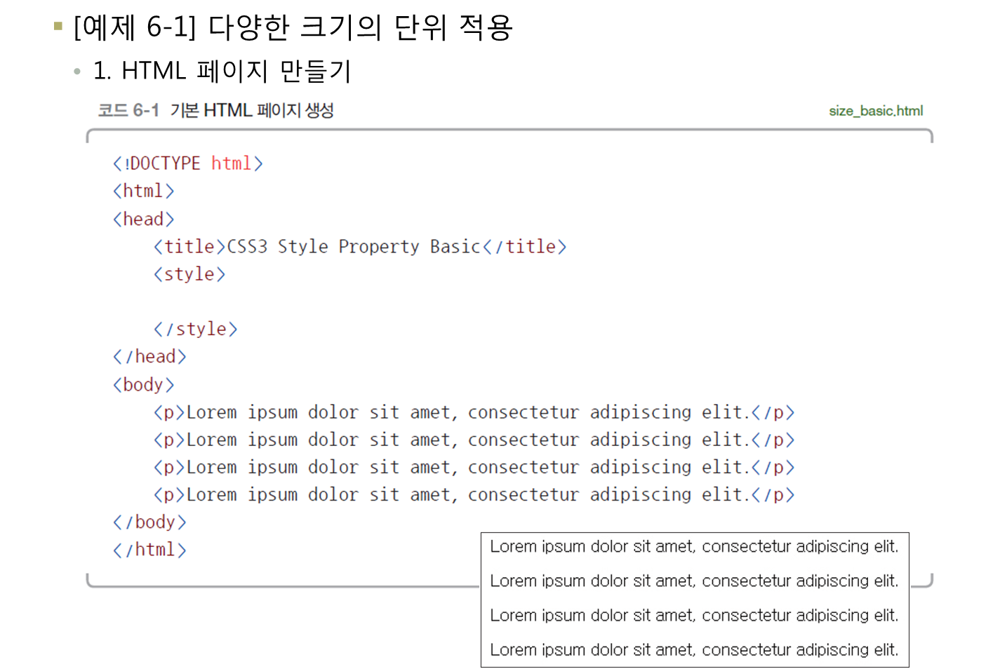 [예제 6-1] 다양한 크기의 단위 적용
1. HTML 페이지 만들기
코드 6-1 기본 HTML 페이지 생성
size_basic.html
<!DOCTYPE html>
<html>
<head>
<title>CSS3 Style Property Basic</title>
<style>
</style>
</head>
<body>
<p>Lorem ipsum dolor sit amet, consectetur adipiscing elit.</p>
<p>Lorem ipsum dolor sit amet, consectetur adipiscing elit.</p>
<p>Lorem ipsum dolor sit amet, consectetur adipiscing elit.</p>
<p>Lorem ipsum dolor sit amet, consectetur adipiscing elit.</p>
</body>
</html>
Lorem ipsum dolor sit amet, consectetur adipiscing elit.
Lorem ipsum dolor sit amet, consectetur adipiscing elit.
Lorem ipsum dolor sit amet, consectetur adipiscing elit.
Lorem ipsum dolor sit amet, consectetur adipiscing elit.